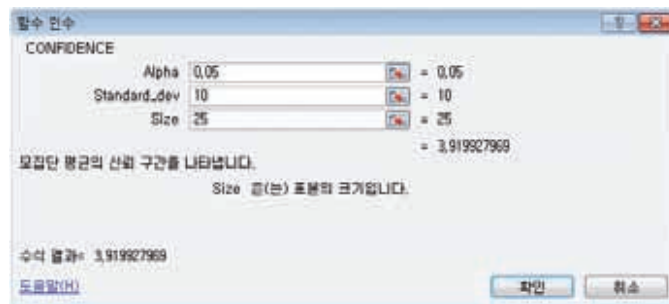 함수 인수
CONFIDENCE
Alpha 0,05 = 0,05
Standard_dev 10 = 10
Size 25 = 25
= 3,919927969
모집단 평균의 신뢰 구간을 나타냅니다.
Size 은(는) 표본의 크기입니다.
수식 결과= 3,919927969
도움말(H) 확인 취소